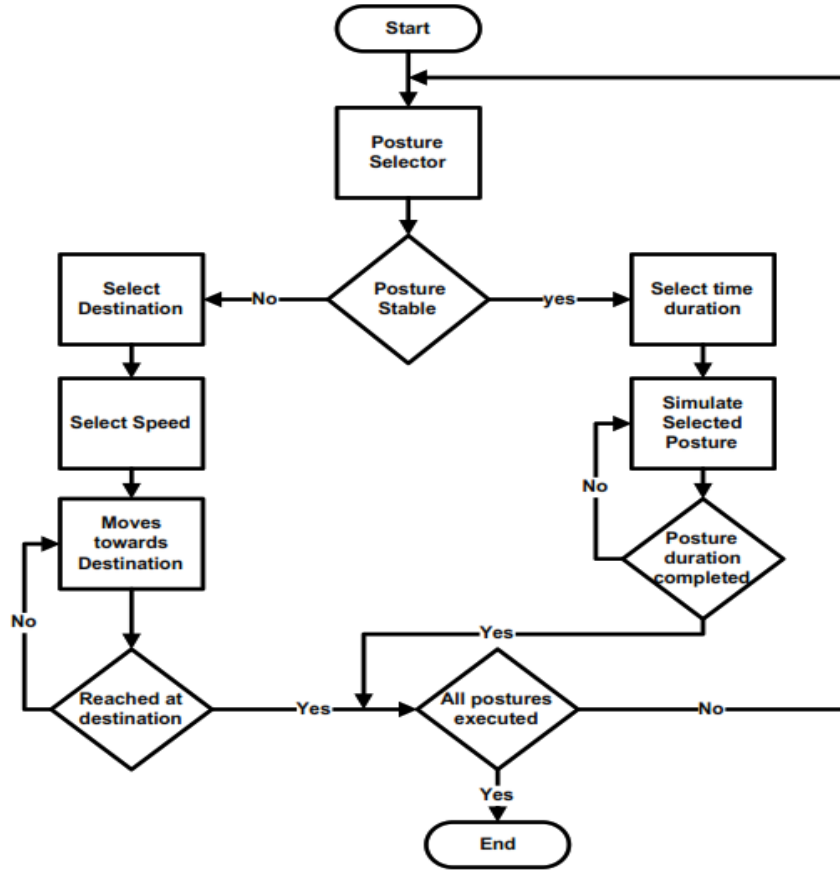 Start
Posture
Selector
Select
Destination
No
Posture
Stable
yes
Select time
duration
Select Speed
Simulate
Selected
Posture
No
Moves
towards
Destination
Posture
duration
completed
No
Yes
Reached at
destination
Yes
All postures
executed
No
Yes
End